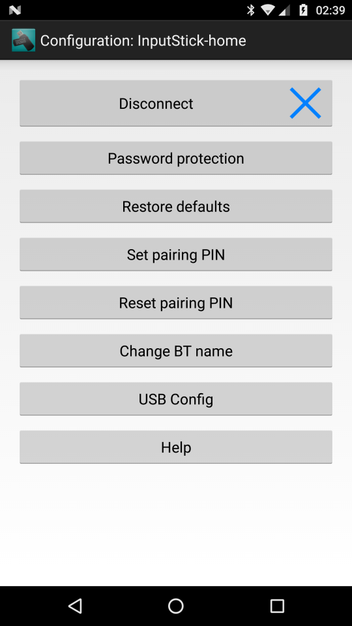 02:39
Configuration: InputStick-home
Disconnect
Password protection
Restore defaults
Set pairing PIN
Reset pairing PIN
Change BT name
USB Config
Help